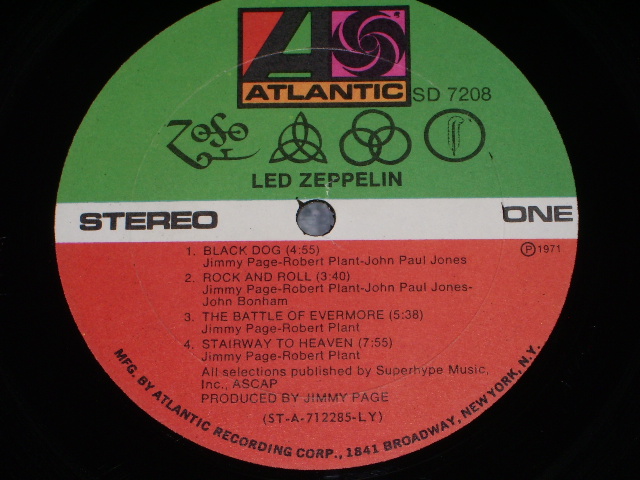 ATLANTIC
SD 7208
ZoSo
LED ZEPPELIN
STEREO
ONE
℗ 1971
1. BLACK DOG (4:55)
Jimmy Page-Robert Plant-John Paul Jones
2. ROCK AND ROLL (3:40)
Jimmy Page-Robert Plant-John Paul Jones-
John Bonham
3. THE BATTLE OF EVERMORE (5:38)
Jimmy Page-Robert Plant
4. STAIRWAY TO HEAVEN (7:55)
Jimmy Page-Robert Plant
All selections published by Superhype Music,
Inc., ASCAP
PRODUCED BY JIMMY PAGE
(ST-A-712285-LY)
MFG. BY ATLANTIC RECORDING CORP., 1841 BROADWAY, NEW YORK, N.Y.